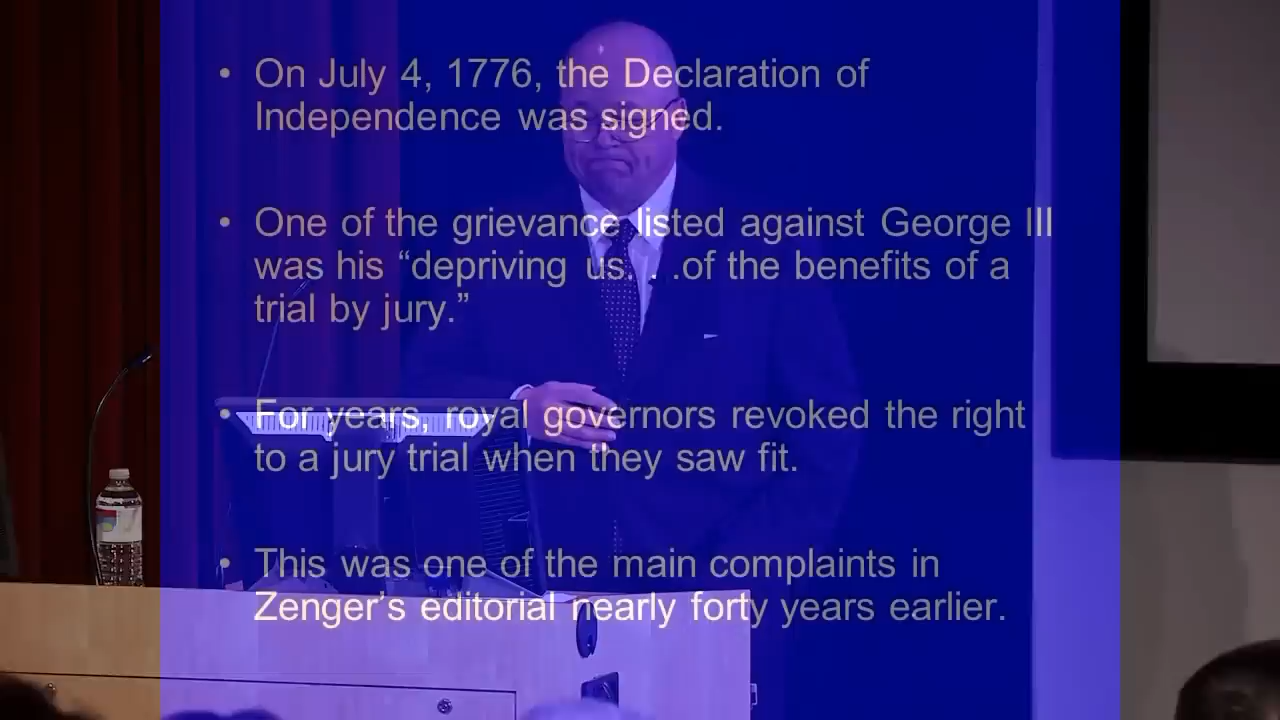 • On July 4, 1776, the Declaration of
Independence was signed.
• One of the grievance listed against George III
was his “depriving us. . .of the benefits of a
trial by jury.”
• For years, royal governors revoked the right
to a jury trial when they saw fit.
• This was one of the main complaints in
Zenger’s editorial nearly forty years earlier.